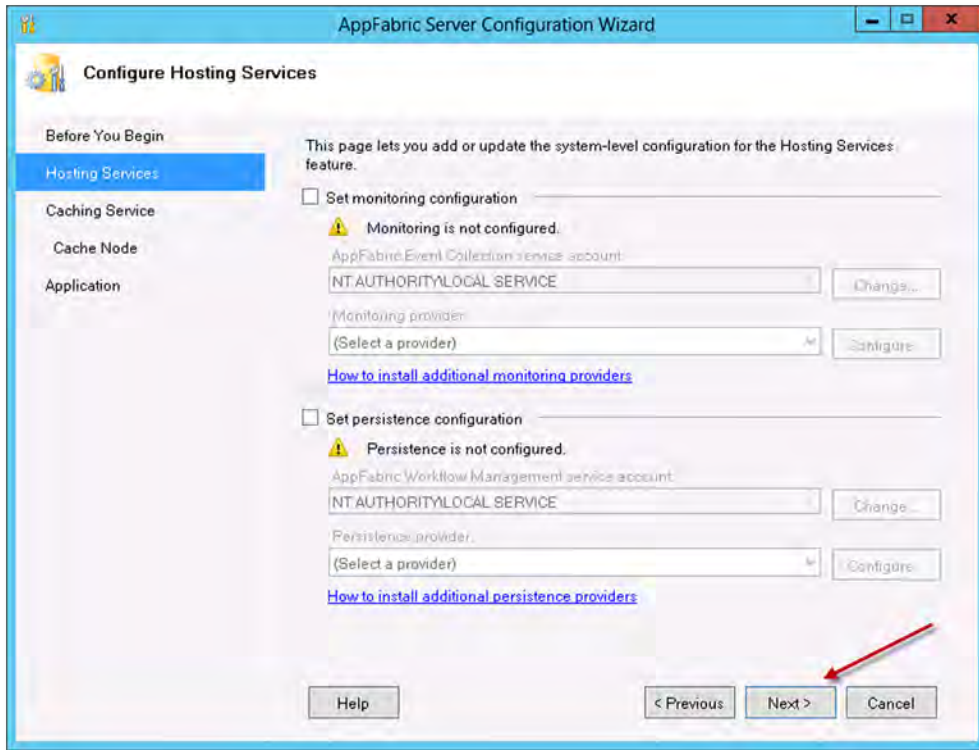 AppFabric Server Configuration Wizard
Configure Hosting Services
Before You Begin
Hosting Services
Caching Service
Cache Node
Application
This page lets you add or update the system-level configuration for the Hosting Services
feature.
Set monitoring configuration
Monitoring is not configured.
AppFabric Event Collection service account:
NT AUTHORITY\LOCAL SERVICE
Change...
Monitoring provider:
(Select a provider)
Configure...
How to install additional monitoring providers
Set persistence configuration
Persistence is not configured.
AppFabric Workflow Management service account:
NT AUTHORITY\LOCAL SERVICE
Change...
Persistence provider:
(Select a provider)
Configure...
How to install additional persistence providers
Help
< Previous
Next >
Cancel